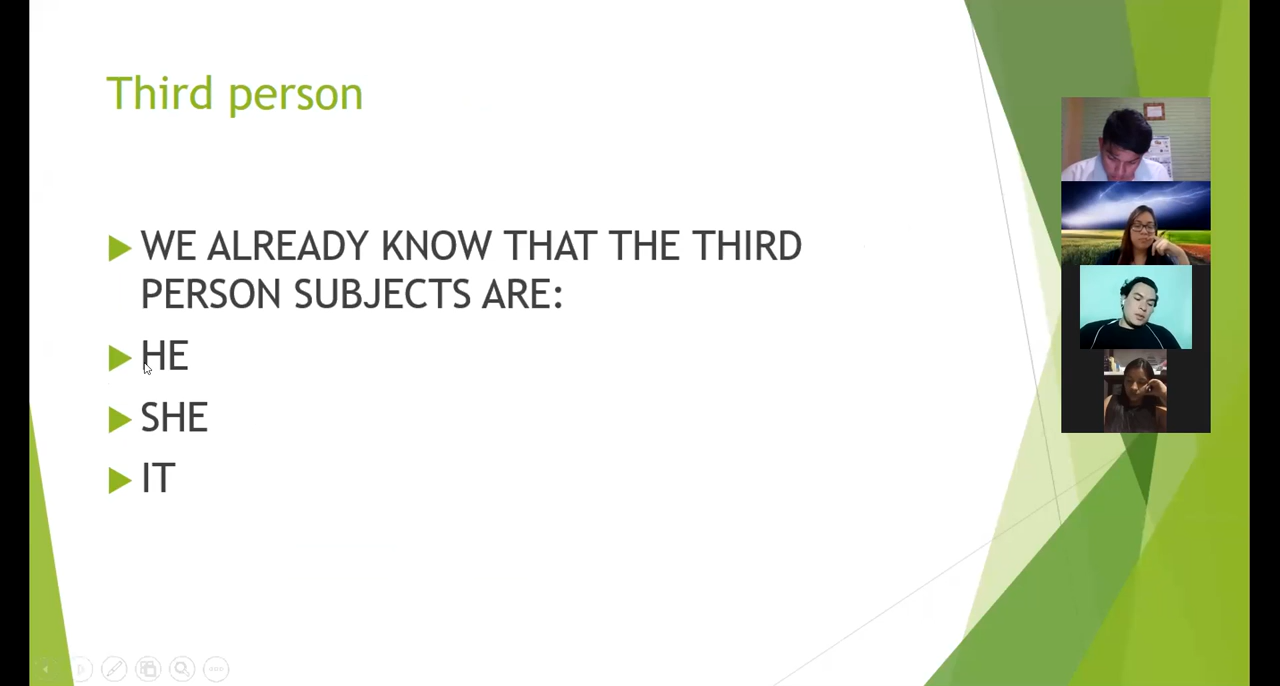 Third person
WE ALREADY KNOW THAT THE THIRD
PERSON SUBJECTS ARE:
HE
SHE
IT